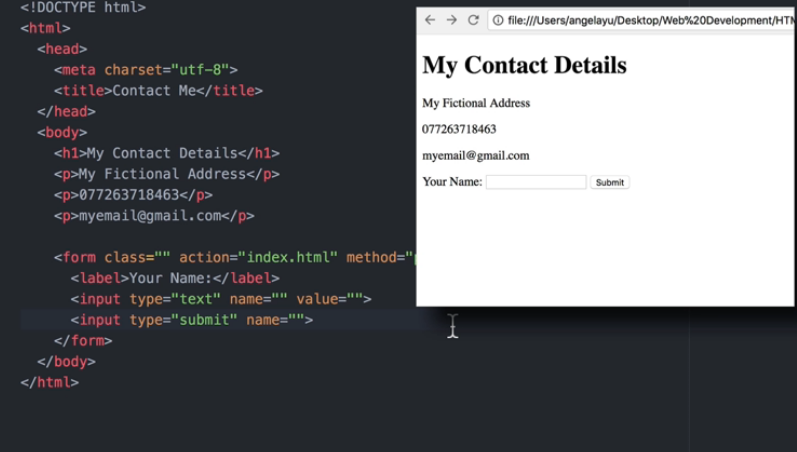 <!DOCTYPE html>
<html>
<head>
<meta charset="utf-8">
<title>Contact Me</title>
</head>
<body>
<h1>My Contact Details</h1>
<p>My Fictional Address</p>
<p>077263718463</p>
<p>myemail@gmail.com</p>
<form class="" action="index.html" method="
<label>Your Name:</label>
<input type="text" name="" value="">
<input type="submit" name="">
</form>
</body>
</html>
file:///Users/angelayu/Desktop/Web%20Development/HTM
My Contact Details
My Fictional Address
077263718463
myemail@gmail.com
Your Name: Submit